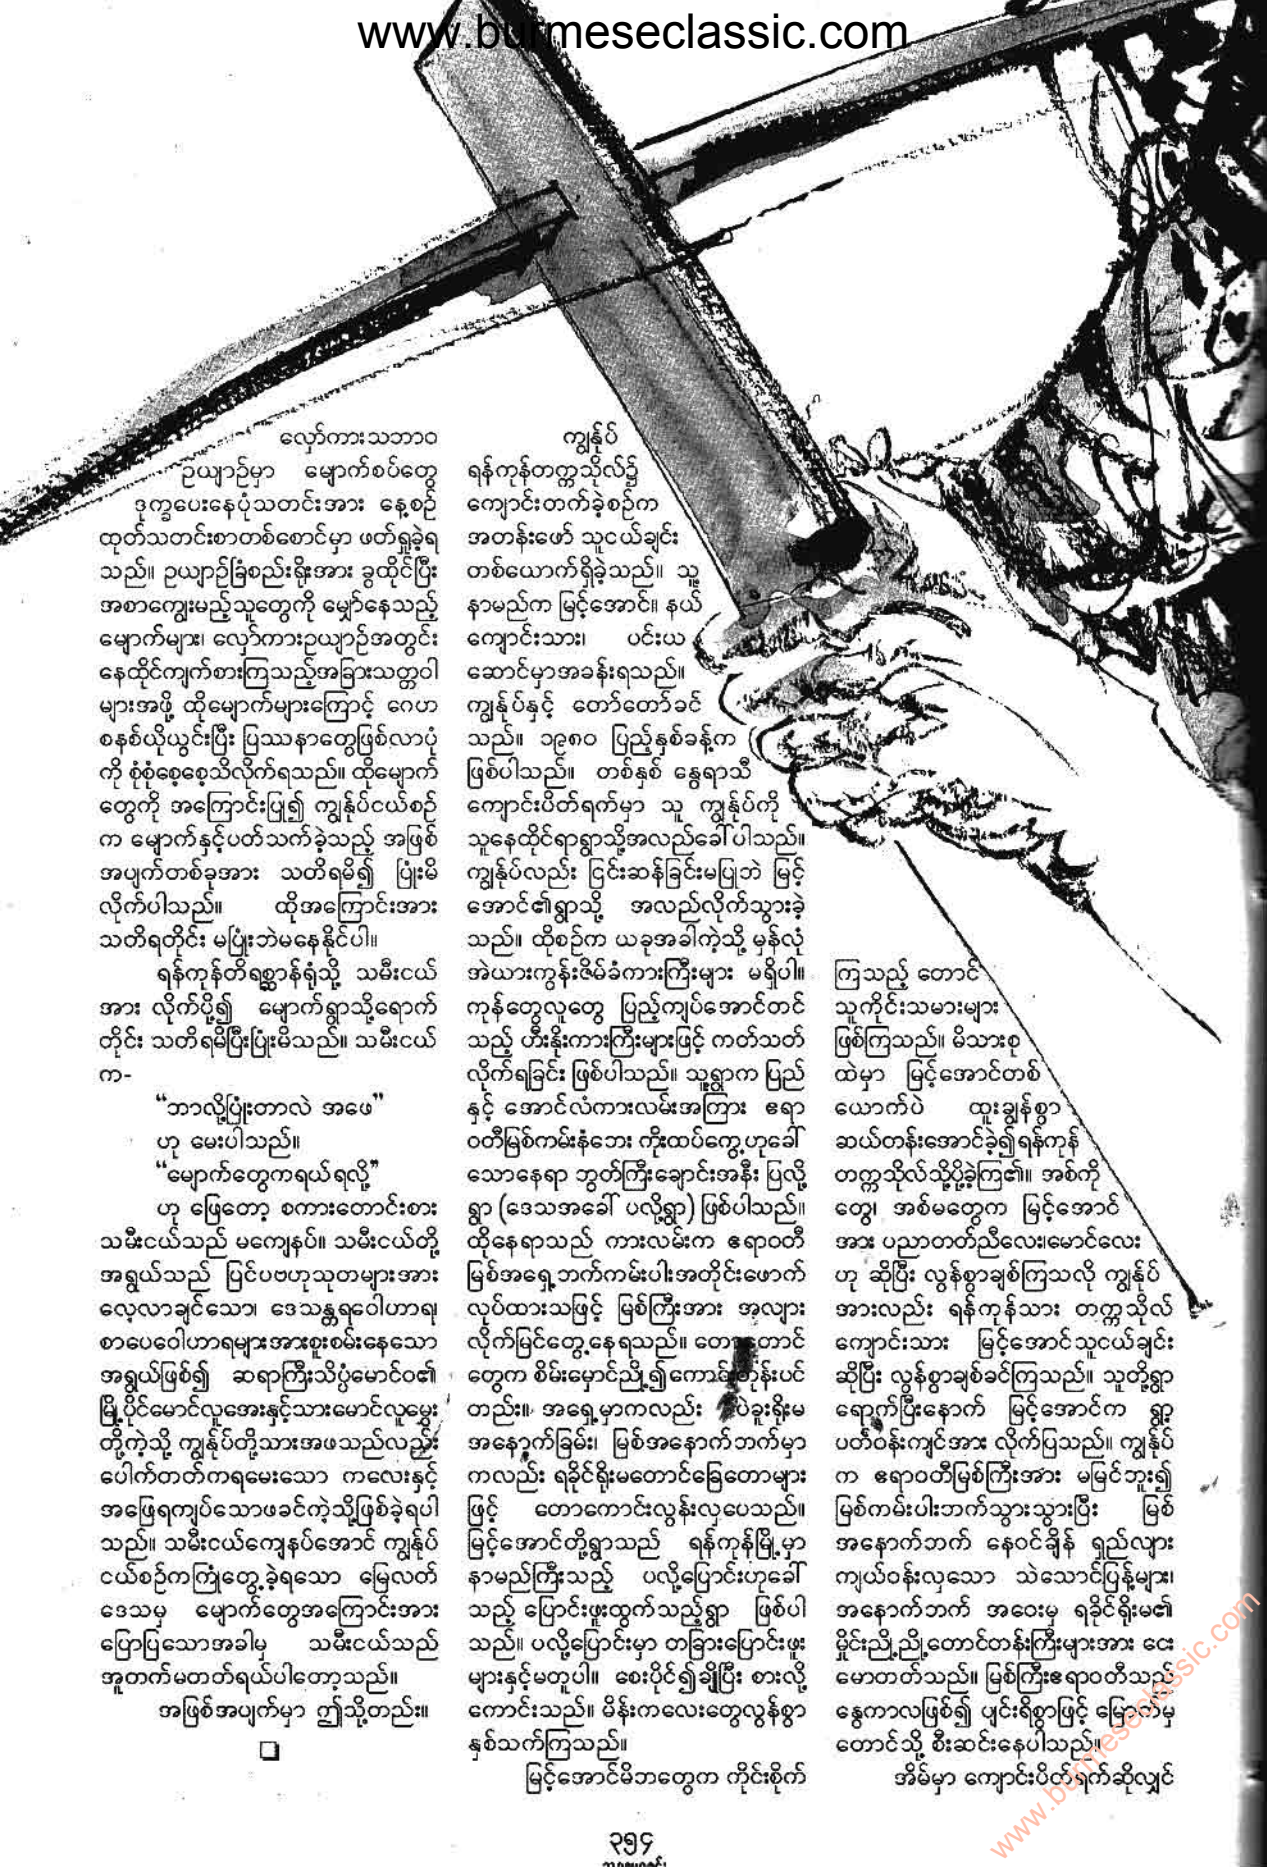 www.burmeseclassic.com
လှော်ကားသဘာဝ
ဥယျာဉ်မှာ မျောက်စပ်တွေ
ဒုက္ခပေးနေပုံသတင်းအား နေ့စဉ်
ထုတ်သတင်းစာတစ်စောင်မှာ ဖတ်ရှုခဲ့ရ
သည်။ ဥယျာဉ်ခြံစည်းရိုးအား ခွထိုင်ပြီး
အစာကျွေးမည့်သူတွေကို မျှော်နေသည့်
မျောက်များ၊ လှော်ကားဥယျာဉ်အတွင်း
နေထိုင်ကျက်စားကြသည့်အခြားသတ္တဝါ
များအဖို့ ထိုမျောက်များကြောင့် ဂေဟ
စနစ်ယိုယွင်းပြီး ပြဿနာတွေဖြစ်လာပုံ
ကို စုံစုံစေ့စေ့သိလိုက်ရသည်။ ထိုမျောက်
တွေကို အကြောင်းပြု၍ ကျွန်ုပ်ငယ်စဉ်
က မျောက်နှင့်ပတ်သက်ခဲ့သည့် အဖြစ်
အပျက်တစ်ခုအား သတိရမိ၍ ပြုံးမိ
လိုက်ပါသည်။ ထိုအကြောင်းအား
သတိရတိုင်း မပြုံးဘဲမနေနိုင်ပါ။
ရန်ကုန်တိရစ္ဆာန်ရုံသို့ သမီးငယ်
အား လိုက်ပို့၍ မျောက်ရွာသို့ရောက်
တိုင်း သတိရမိပြီးပြုံးမိသည်။ သမီးငယ်
က-
“ဘာလို့ပြုံးတာလဲ အဖေ”
ဟု မေးပါသည်။
“မျောက်တွေကရယ်ရလို့”
ဟု ဖြေတော့ စကားတောင်းစား
သမီးငယ်သည် မကျေနပ်။ သမီးငယ်တို့
အရွယ်သည် ပြင်ပဗဟုသုတများအား
လေ့လာချင်သော၊ ဒေသန္တရဝေါဟာရ၊
စာပေဝေါဟာရများအားစူးစမ်းနေသော
အရွယ်ဖြစ်၍ ဆရာကြီးသိပ္ပံမောင်ဝ၏
မြို့ပိုင်မောင်လူအေးနှင့်သားမောင်လူမွှေး
တို့ကဲ့သို့ ကျွန်ုပ်တို့သားအဖသည်လည်း
ပေါက်တတ်ကရမေးသော ကလေးနှင့်
အဖြေရကျပ်သောဖခင်ကဲ့သို့ဖြစ်ခဲ့ရပါ
သည်။ သမီးငယ်ကျေနပ်အောင် ကျွန်ုပ်
ငယ်စဉ်ကကြုံတွေ့ခဲ့ရသော မြေလတ်
ဒေသမှ မျောက်တွေအကြောင်းအား
ပြောပြသောအခါမှ သမီးငယ်သည်
အူတက်မတတ်ရယ်ပါတော့သည်။
အဖြစ်အပျက်မှာ ဤသို့တည်း။
ကျွန်ုပ်
ရန်ကုန်တက္ကသိုလ်၌
ကျောင်းတက်ခဲ့စဉ်က
အတန်းဖော် သူငယ်ချင်း
တစ်ယောက်ရှိခဲ့သည်။ သူ့
နာမည်က မြင့်အောင်။ နယ်
ကျောင်းသား၊ ပင်းယ
ဆောင်မှာအခန်းရသည်။
ကျွန်ုပ်နှင့် တော်တော်ခင်
သည်။ ၁၉၈၀ ပြည့်နှစ်ခန့်က
ဖြစ်ပါသည်။ တစ်နှစ် နွေရာသီ
ကျောင်းပိတ်ရက်မှာ သူ ကျွန်ုပ်ကို
သူနေထိုင်ရာရွာသို့အလည်ခေါ်ပါသည်။
ကျွန်ုပ်လည်း ငြင်းဆန်ခြင်းမပြုဘဲ မြင့်
အောင်၏ရွာသို့ အလည်လိုက်သွားခဲ့
သည်။ ထိုစဉ်က ယခုအခါကဲ့သို့ မှန်လုံ
အဲယားကွန်းဇိမ်ခံကားကြီးများ မရှိပါ။
ကုန်တွေလူတွေ ပြည့်ကျပ်အောင်တင်
သည့် ဟီးနိုးကားကြီးများဖြင့် ကတ်သတ်
လိုက်ရခြင်း ဖြစ်ပါသည်။ သူ့ရွာက ပြည်
နှင့် အောင်လံကားလမ်းအကြား ဧရာ
ဝတီမြစ်ကမ်းနံဘေး ကိုးထပ်ကွေ့ဟုခေါ်
သောနေရာ ဘွတ်ကြီးချောင်းအနီး ပြလို့
ရွာ (ဒေသအခေါ် ပလို့ရွာ) ဖြစ်ပါသည်။
ထိုနေရာသည် ကားလမ်းက ဧရာဝတီ
မြစ်အရှေ့ဘက်ကမ်းပါးအတိုင်းဖောက်
လုပ်ထားသဖြင့် မြစ်ကြီးအား အလျား
လိုက်မြင်တွေ့နေရသည်။ တောတောင်
တွေက စိမ်းမှောင်ညို့၍ကောင်းတုန်းပင်
တည်း။ အရှေ့မှာကလည်း ပဲခူးရိုးမ
အနောက်ခြမ်း၊ မြစ်အနောက်ဘက်မှာ
ကလည်း ရခိုင်ရိုးမတောင်ခြေတောများ
ဖြင့် တောကောင်းလွန်းလှပေသည်။
မြင့်အောင်တို့ရွာသည် ရန်ကုန်မြို့မှာ
နာမည်ကြီးသည့် ပလို့ပြောင်းဟုခေါ်
သည့် ပြောင်းဖူးထွက်သည့်ရွာ ဖြစ်ပါ
သည်။ ပလို့ပြောင်းမှာ တခြားပြောင်းဖူး
များနှင့်မတူပါ။ စေးပိုင်၍ချိုပြီး စားလို့
ကောင်းသည်။ မိန်းကလေးတွေလွန်စွာ
နှစ်သက်ကြသည်။
မြင့်အောင်မိဘတွေက ကိုင်းစိုက်
ကြသည့် တောင်
သူကိုင်းသမားများ
ဖြစ်ကြသည်။ မိသားစု
ထဲမှာ မြင့်အောင်တစ်
ယောက်ပဲ ထူးချွန်စွာ
ဆယ်တန်းအောင်ခဲ့၍ရန်ကုန်
တက္ကသိုလ်သို့ပို့ခဲ့ကြ၏။ အစ်ကို
တွေ၊ အစ်မတွေက မြင့်အောင်
အား ပညာတတ်ညီလေး၊မောင်လေး
ဟု ဆိုပြီး လွန်စွာချစ်ကြသလို ကျွန်ုပ်
အားလည်း ရန်ကုန်သား တက္ကသိုလ်
ကျောင်းသား မြင့်အောင်သူငယ်ချင်း
ဆိုပြီး လွန်စွာချစ်ခင်ကြသည်။ သူတို့ရွာ
ရောက်ပြီးနောက် မြင့်အောင်က ရွာ့
ပတ်ဝန်းကျင်အား လိုက်ပြသည်။ ကျွန်ုပ်
က ဧရာဝတီမြစ်ကြီးအား မမြင်ဘူး၍
မြစ်ကမ်းပါးဘက်သွားသွားပြီး မြစ်
အနောက်ဘက် နေဝင်ချိန် ရှည်လျား
ကျယ်ဝန်းလှသော သဲသောင်ပြန့်များ၊
အနောက်ဘက် အဝေးမှ ရခိုင်ရိုးမ၏
မှိုင်းညို့ညို့တောင်တန်းကြီးများအား ငေး
မောတတ်သည်။ မြစ်ကြီးဧရာဝတီသည်
နွေကာလဖြစ်၍ ပျင်းရိစွာဖြင့် မြောက်မှ
တောင်သို့ စီးဆင်းနေပါသည်။
အိမ်မှာ ကျောင်းပိတ်ရက်ဆိုလျှင်
၃၅၄
www.burmeseclassic.com